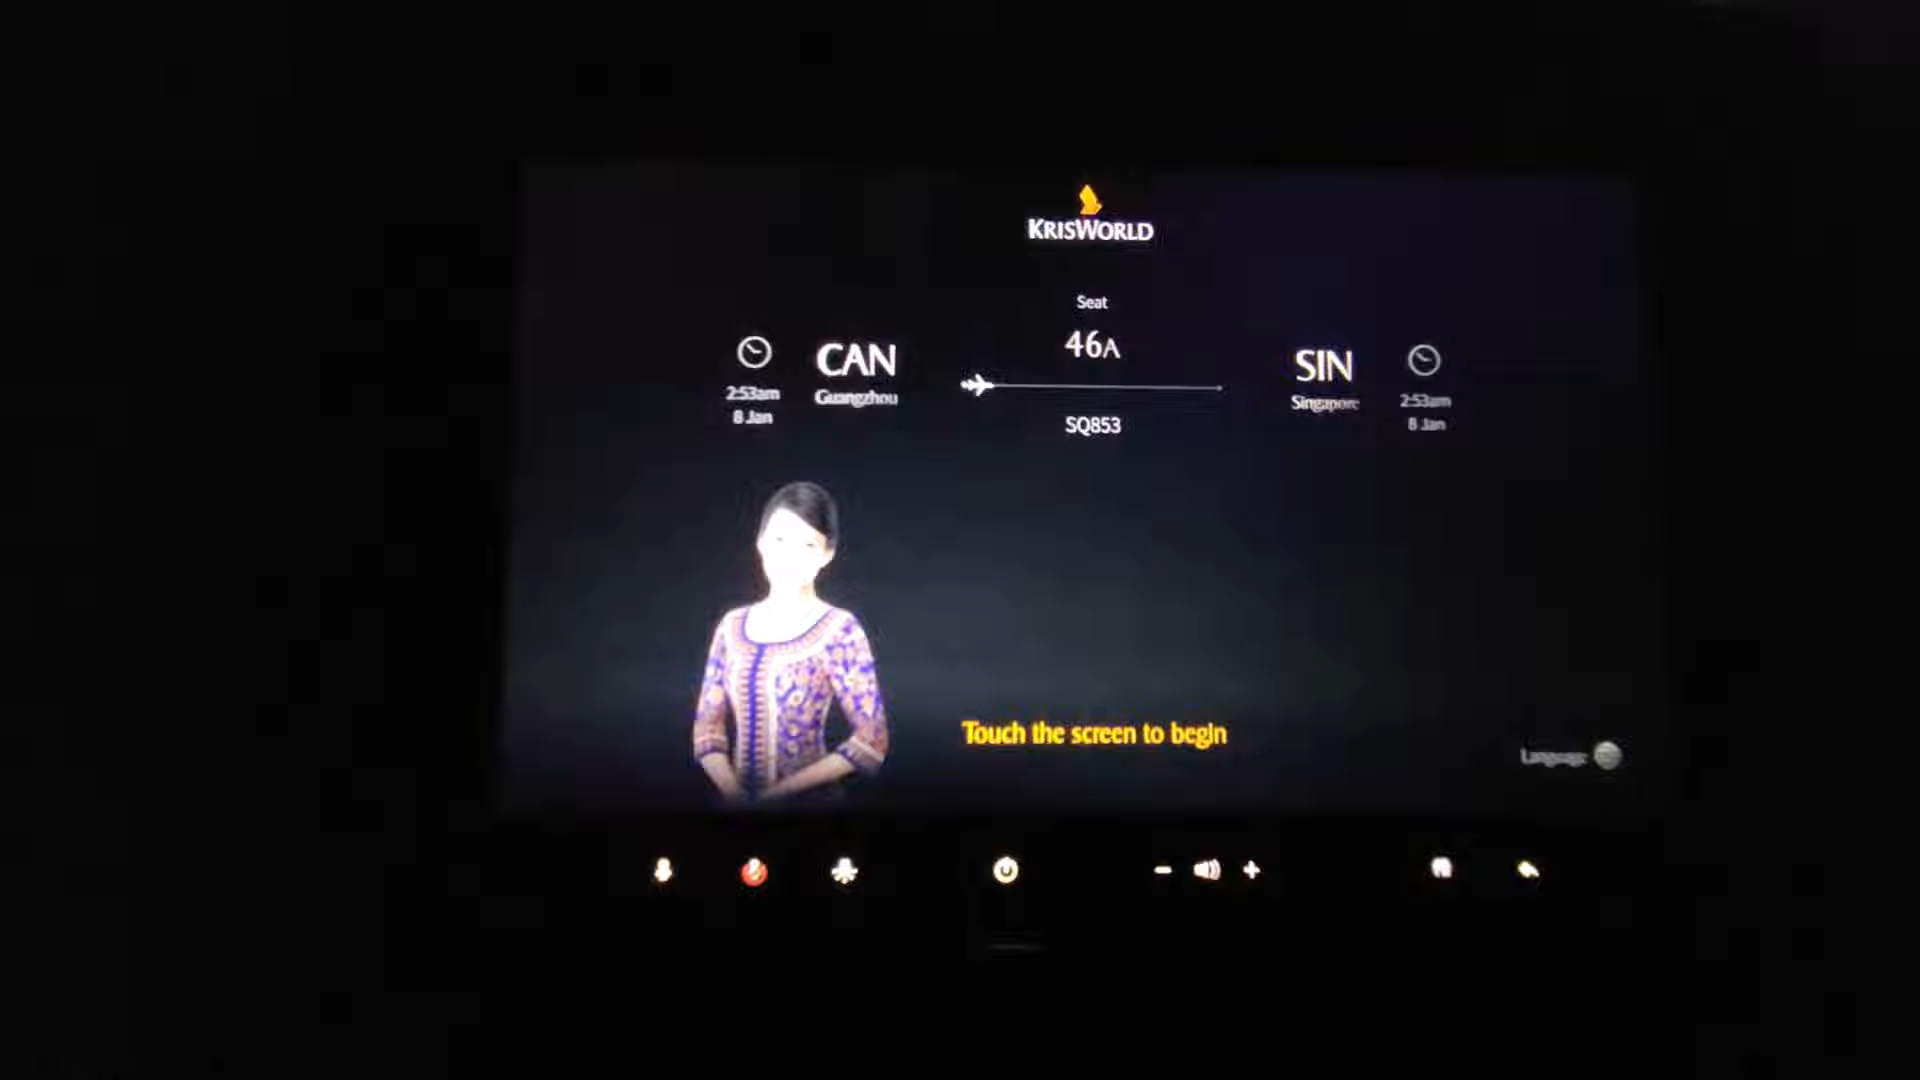 KRISWORLD
Seat
46A
CAN
Guangzhou
2:53am
8 Jan
SIN
Singapore
2:53am
8 Jan
SQ853
Touch the screen to begin
Language